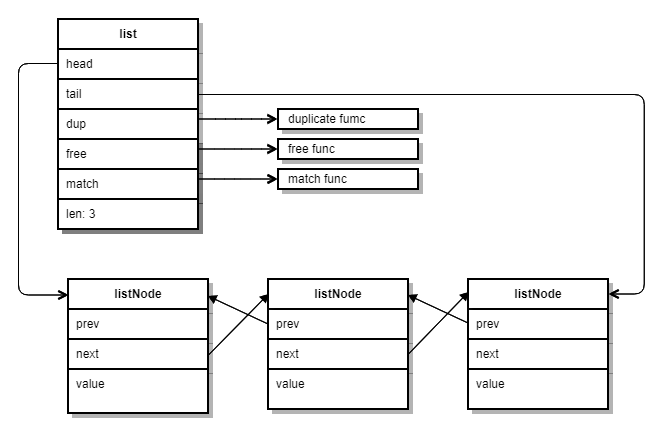 list
head
tail
dup
free
match
len: 3
duplicate fumc
free func
match func
listNode
prev
next
value
listNode
prev
next
value
listNode
prev
next
value